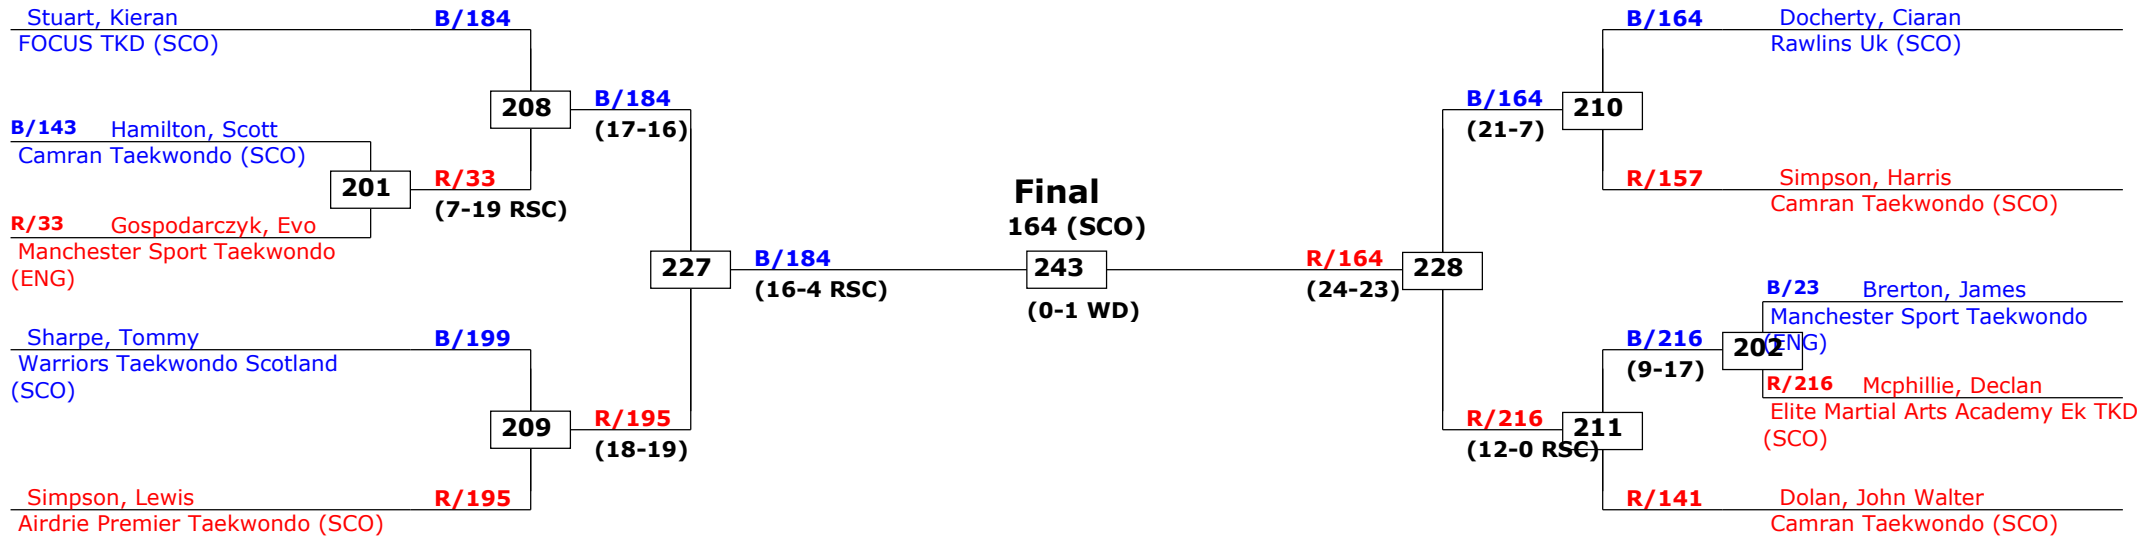 Stuart, Kieran
B/184
FOCUS TKD (SCO)
208
B/184
(17-16)
B/143 Hamilton, Scott
Camran Taekwondo (SCO)
201
R/33
(7-19 RSC)
R/33 Gospodarczyk, Evo
Manchester Sport Taekwondo
(ENG)
227
B/184
(16-4 RSC)
Sharpe, Tommy
B/199
Warriors Taekwondo Scotland
(SCO)
209
R/195
(18-19)
Simpson, Lewis
R/195
Airdrie Premier Taekwondo (SCO)
Final
164 (SCO)
243
(0-1 WD)
B/164
Docherty, Ciaran
Rawlins Uk (SCO)
B/164
(21-7)
210
R/157
Simpson, Harris
Camran Taekwondo (SCO)
R/164
(24-23)
228
B/23 Brerton, James
Manchester Sport Taekwondo
(ENG)
B/216
(9-17)
202
R/216 Mcphillie, Declan
Elite Martial Arts Academy Ek TKD
(SCO)
R/216
(12-0 RSC)
211
R/141
Dolan, John Walter
Camran Taekwondo (SCO)